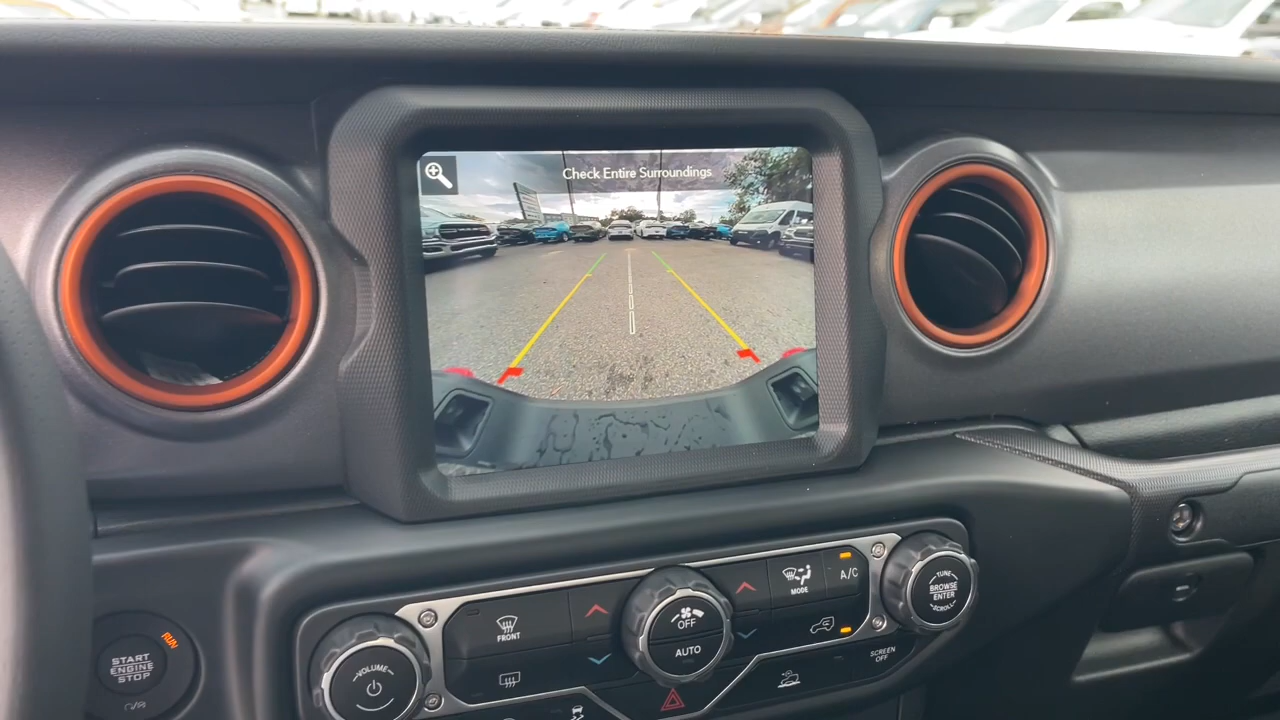 Check Entire Surroundings
RUN
START
ENGINE
STOP
VOLUME
FRONT
OFF
AUTO
MODE
A/C
SCREEN
OFF
TUNE
BROWSE
ENTER
SCROLL